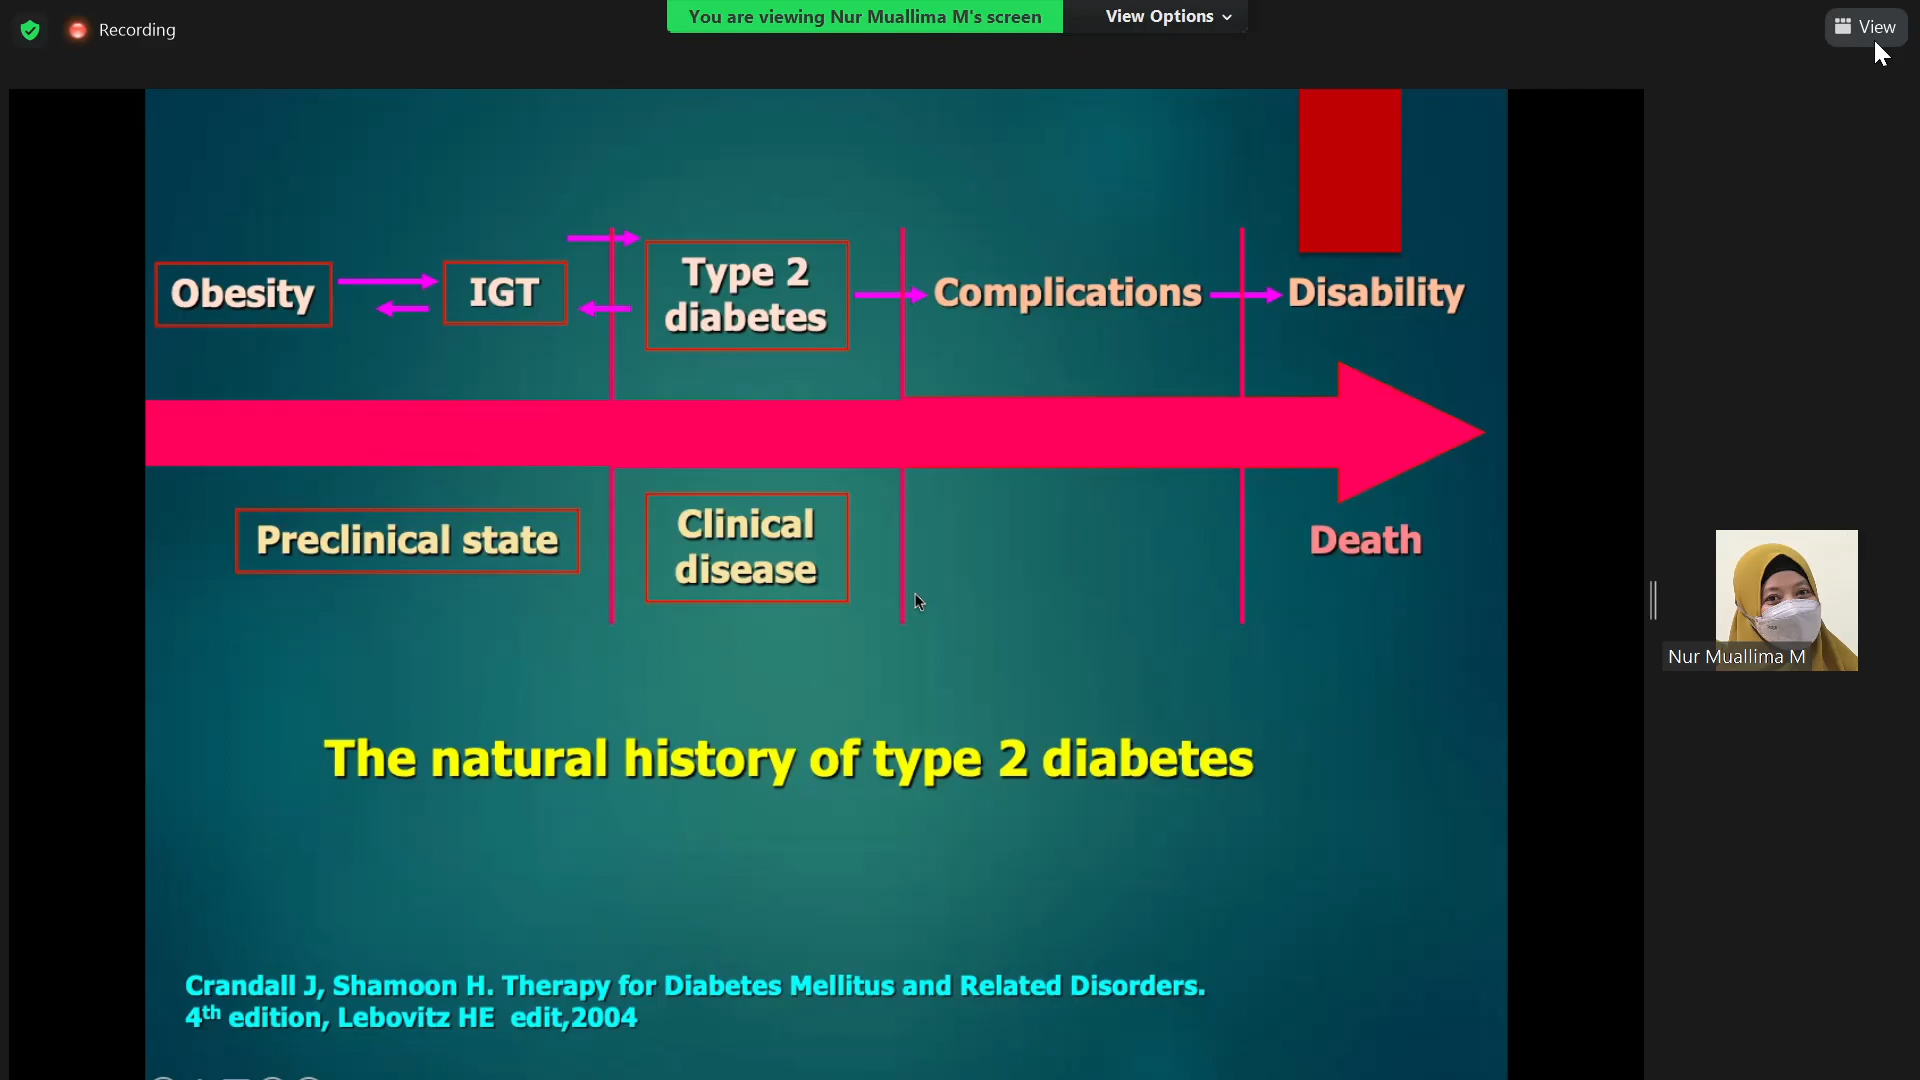 Recording
You are viewing Nur Muallima M's screen
View Options
View
Obesity
IGT
Type 2
diabetes
Complications
Disability
Preclinical state
Clinical
disease
Death
Nur Muallima M
The natural history of type 2 diabetes
Crandall J, Shamoon H. Therapy for Diabetes Mellitus and Related Disorders.
4th edition, Lebovitz HE edit,2004